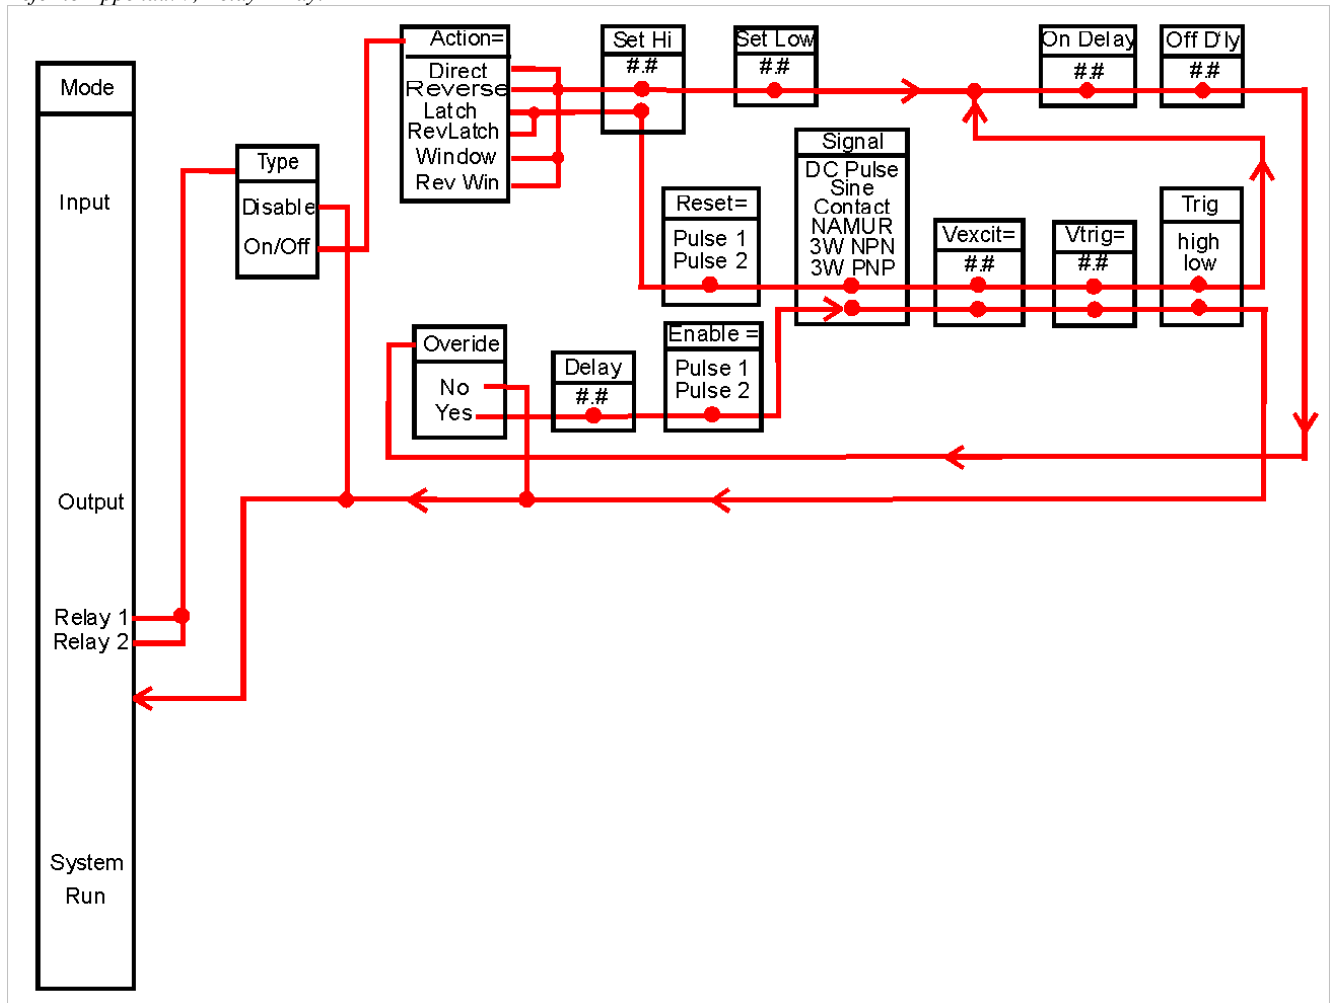 Mode
Input
Output
Relay 1
Relay 2
System
Run
Type
Disable
On/Off
Action=
Direct
Reverse
Latch
RevLatch
Window
Rev Win
Set Hi
#.#
Set Low
#.#
On Delay
#.#
Off D'ly
#.#
Reset=
Pulse 1
Pulse 2
Signal
DC Pulse
Sine
Contact
NAMUR
3W NPN
3W PNP
Vexcit=
#.#
Vtrig=
#.#
Trig
high
low
Overide
No
Yes
Delay
#.#
Enable =
Pulse 1
Pulse 2